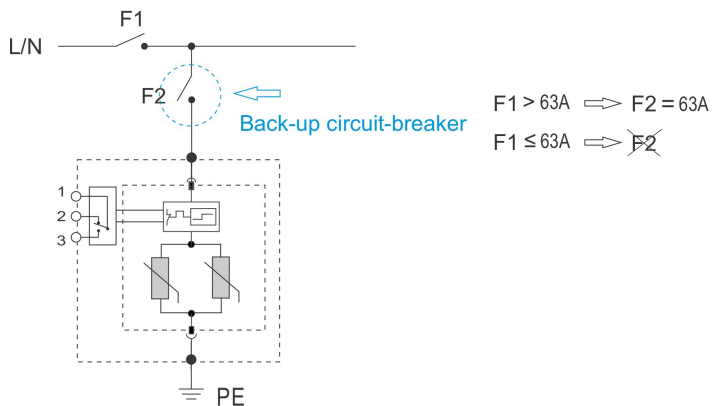 F1
L/N
F2
Back-up circuit-breaker
F1 > 63A ⇒ F2 = 63A
F1 ≤ 63A ⇒ F2
1
2
3
PE